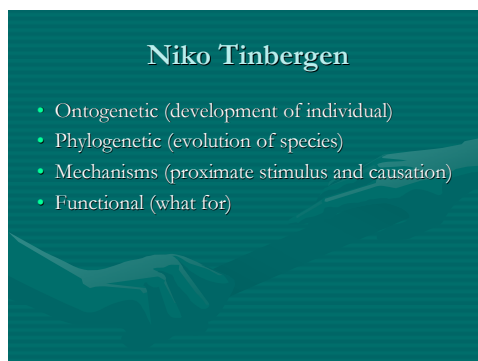 Niko Tinbergen
• Ontogenetic (development of individual)
• Phylogenetic (evolution of species)
• Mechanisms (proximate stimulus and causation)
• Functional (what for)